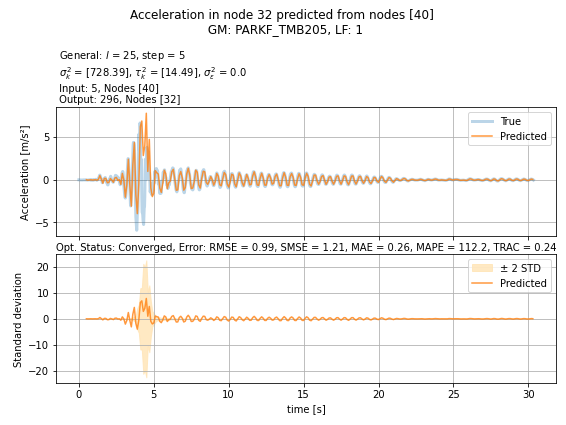 Acceleration in node 32 predicted from nodes [40]
GM: PARKF_TMB205, LF: 1
General: l = 25, step = 5
σ²ₖ = [728.39], τ²ₖ = [14.49], σ²ε = 0.0
Input: 5, Nodes [40]
Output: 296, Nodes [32]
Acceleration [m/s²]
5
0
−5
True
Predicted
Opt. Status: Converged, Error: RMSE = 0.99, SMSE = 1.21, MAE = 0.26, MAPE = 112.2, TRAC = 0.24
Standard deviation
20
10
0
−10
−20
± 2 STD
Predicted
0 5 10 15 20 25 30
time [s]